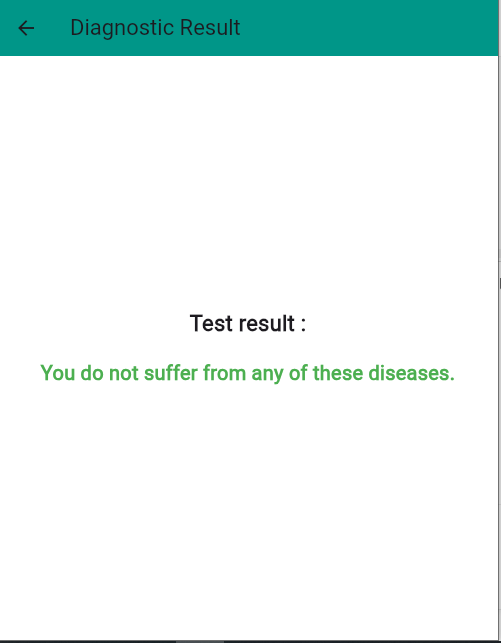 Diagnostic Result
Test result :
You do not suffer from any of these diseases.